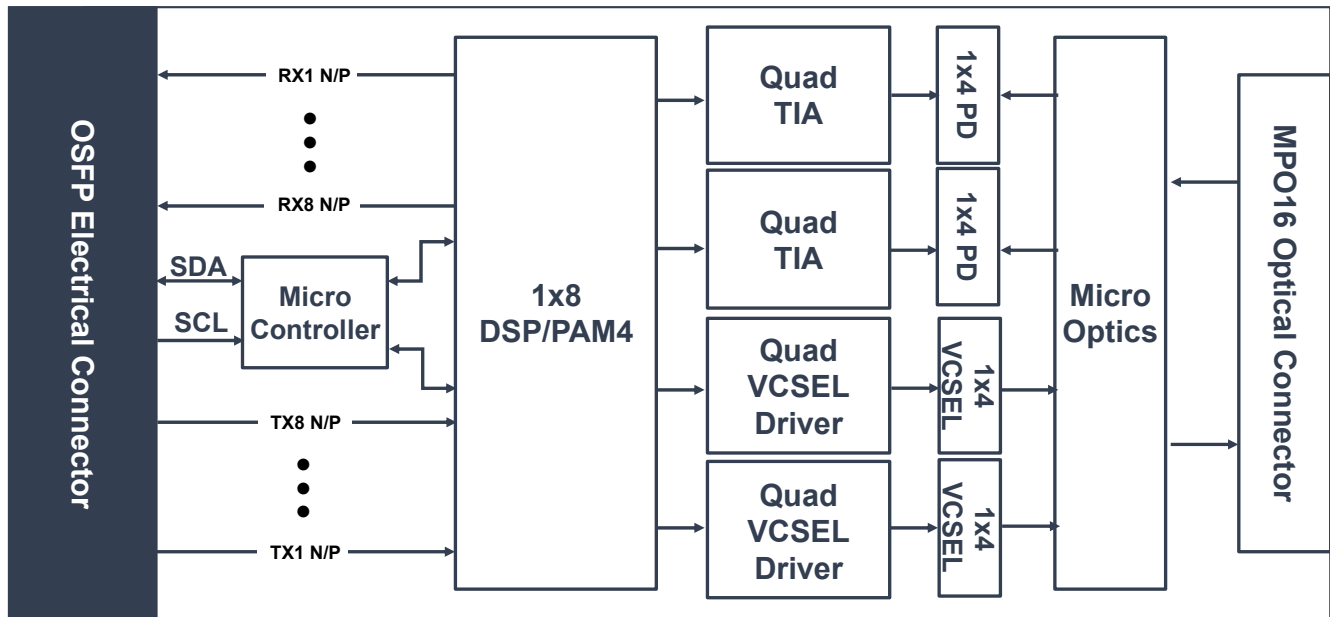 OSFP Electrical Connector
RX1 N/P
RX8 N/P
SDA
SCL
Micro
Controller
TX8 N/P
TX1 N/P
1x8
DSP/PAM4
Quad
TIA
1x4 PD
Quad
TIA
1x4 PD
Quad
VCSEL
Driver
1x4
VCSEL
Quad
VCSEL
Driver
1x4
VCSEL
Micro
Optics
MPO16 Optical Connector